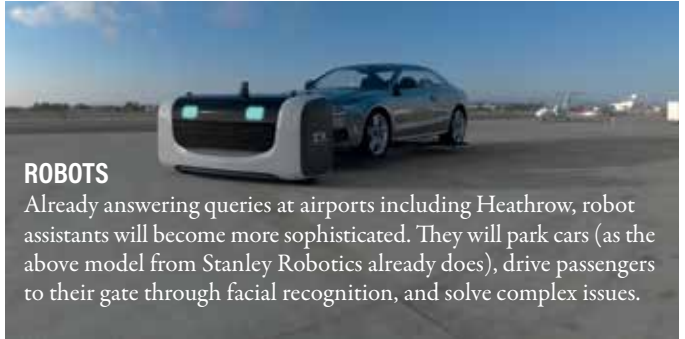 ROBOTS
Already answering queries at airports including Heathrow, robot
assistants will become more sophisticated. They will park cars (as the
above model from Stanley Robotics already does), drive passengers
to their gate through facial recognition, and solve complex issues.